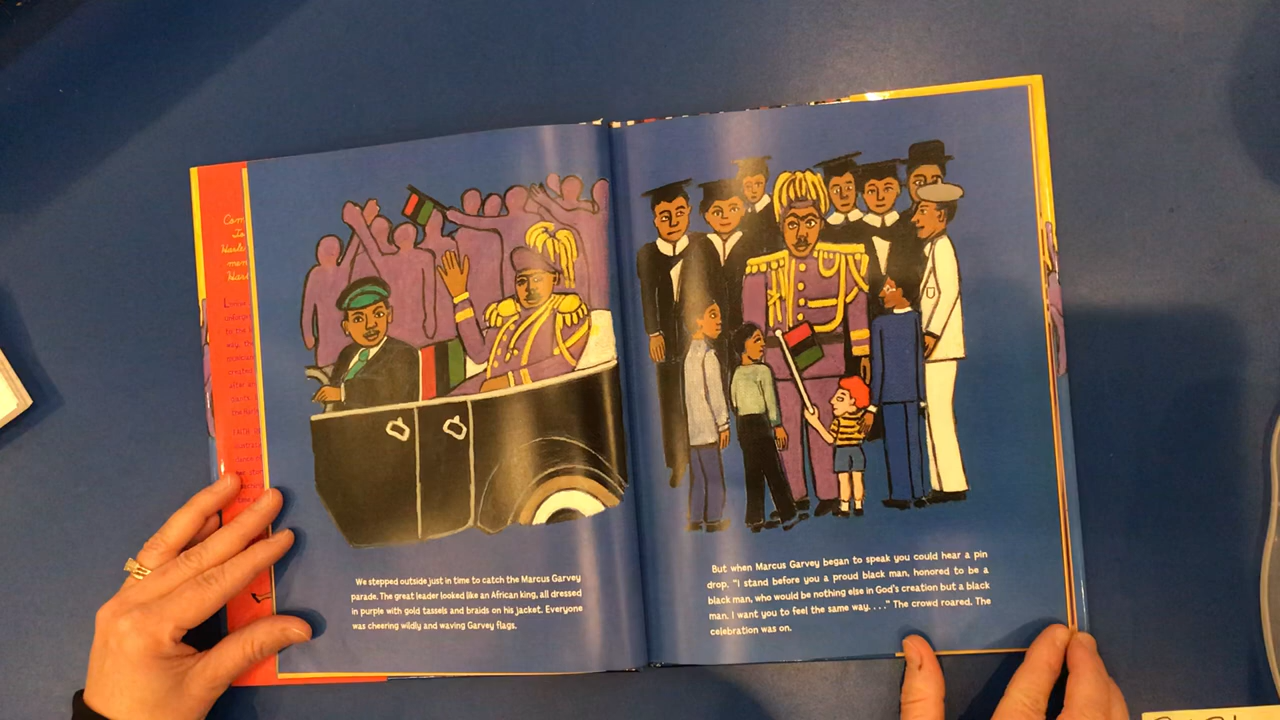 Com
To
Harle
We stepped outside just in time to catch the Marcus Garvey
parade. The great leader looked like an African king, all dressed
in purple with gold tassels and braids on his jacket. Everyone
was cheering wildly and waving Garvey flags.
But when Marcus Garvey began to speak you could hear a pin
drop. "I stand before you a proud black man, honored to be a
black man, who would be nothing else in God's creation but a black
man. I want you to feel the same way. . . ." The crowd roared. The
celebration was on.